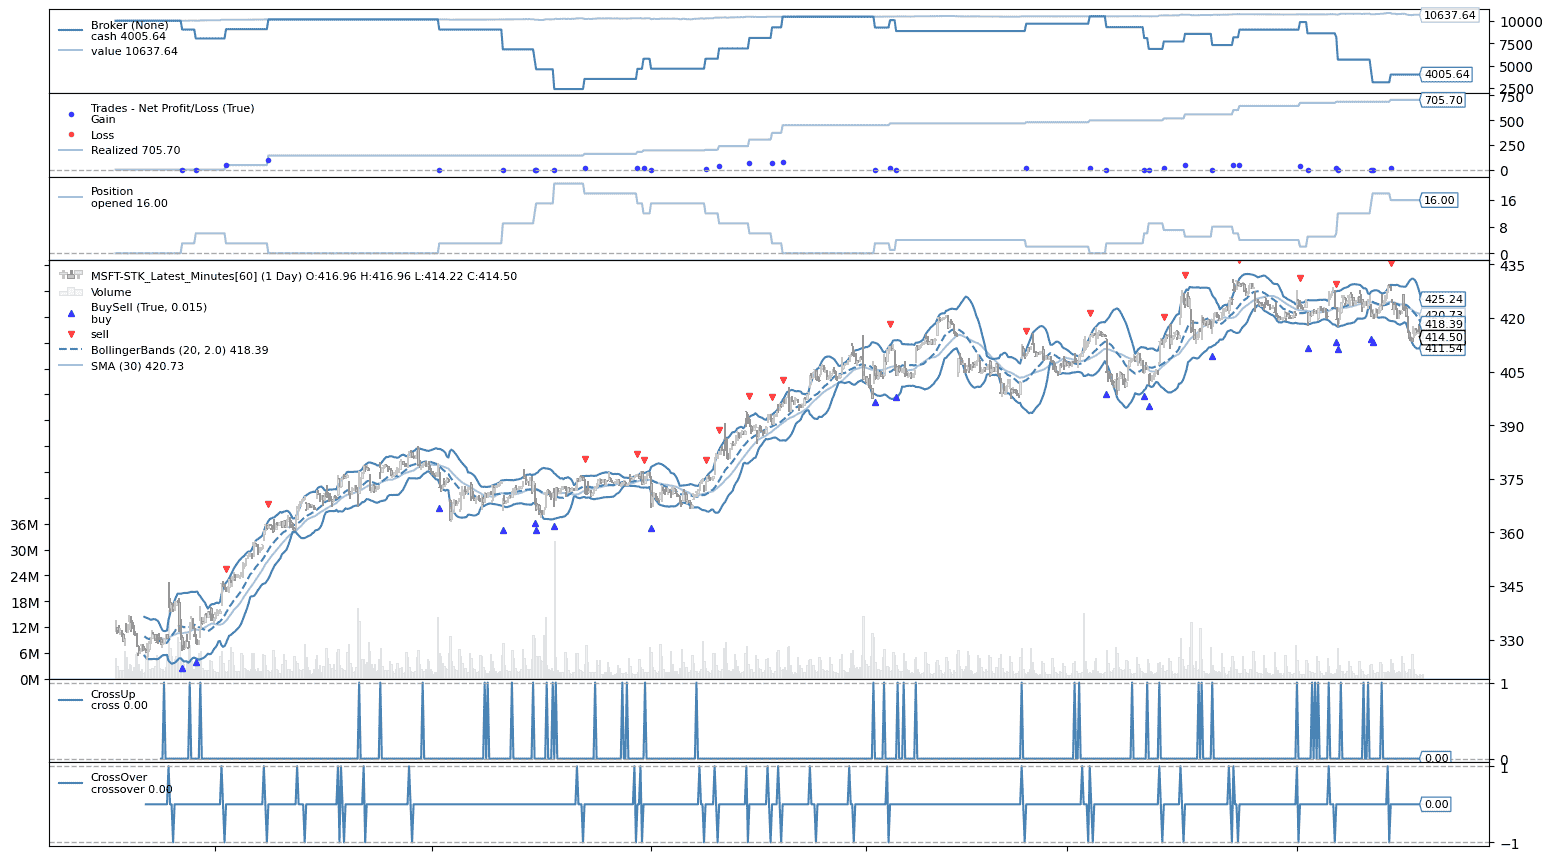 Broker (None)
cash 4005.64
value 10637.64
10637.64
10000
7500
5000
4005.64
2500
Trades - Net Profit/Loss (True)
Gain
Loss
Realized 705.70
705.70
750
500
250
0
Position
opened 16.00
16.00
16
8
0
MSFT-STK_Latest_Minutes[60] (1 Day) O:416.96 H:416.96 L:414.22 C:414.50
Volume
BuySell (True, 0.015)
buy
sell
BollingerBands (20, 2.0) 418.39
SMA (30) 420.73
435
425.24
420.73
420
418.39
414.50
411.54
405
390
375
360
345
330
36M
30M
24M
18M
12M
6M
0M
CrossUp
cross 0.00
1
0.00
0
CrossOver
crossover 0.00
1
0.00
−1